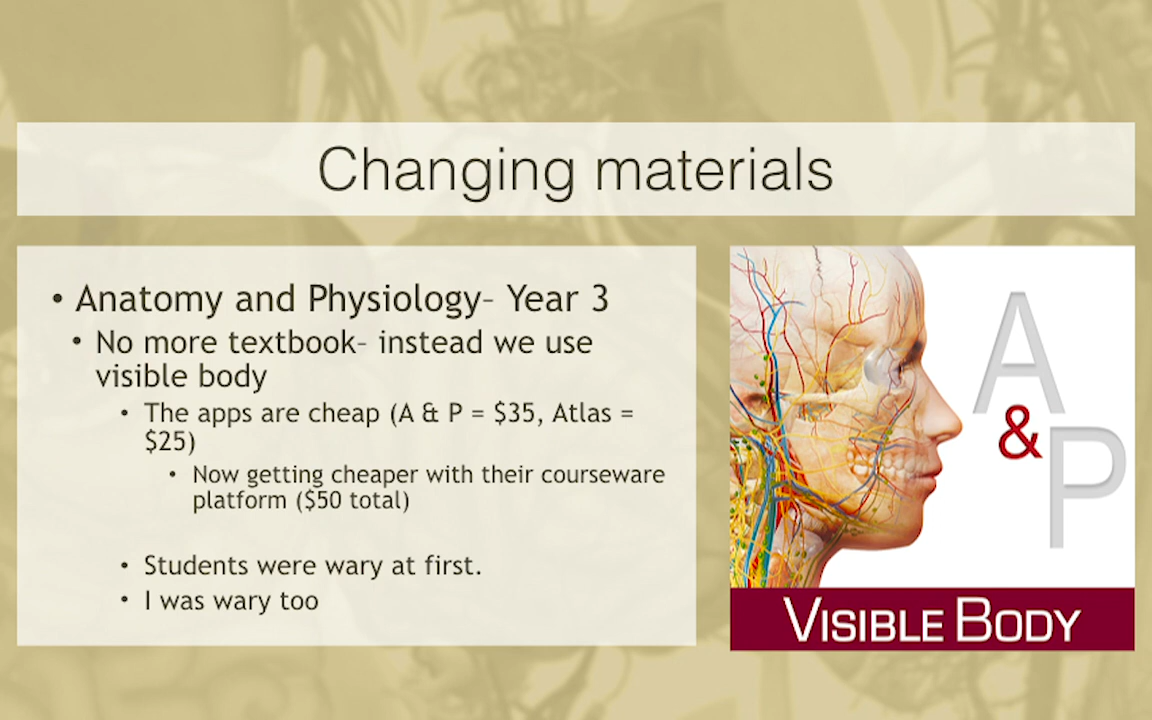 Changing materials
• Anatomy and Physiology– Year 3
• No more textbook– instead we use
visible body
• The apps are cheap (A & P = $35, Atlas =
$25)
• Now getting cheaper with their courseware
platform ($50 total)
• Students were wary at first.
• I was wary too
A
&
P
VISIBLE BODY